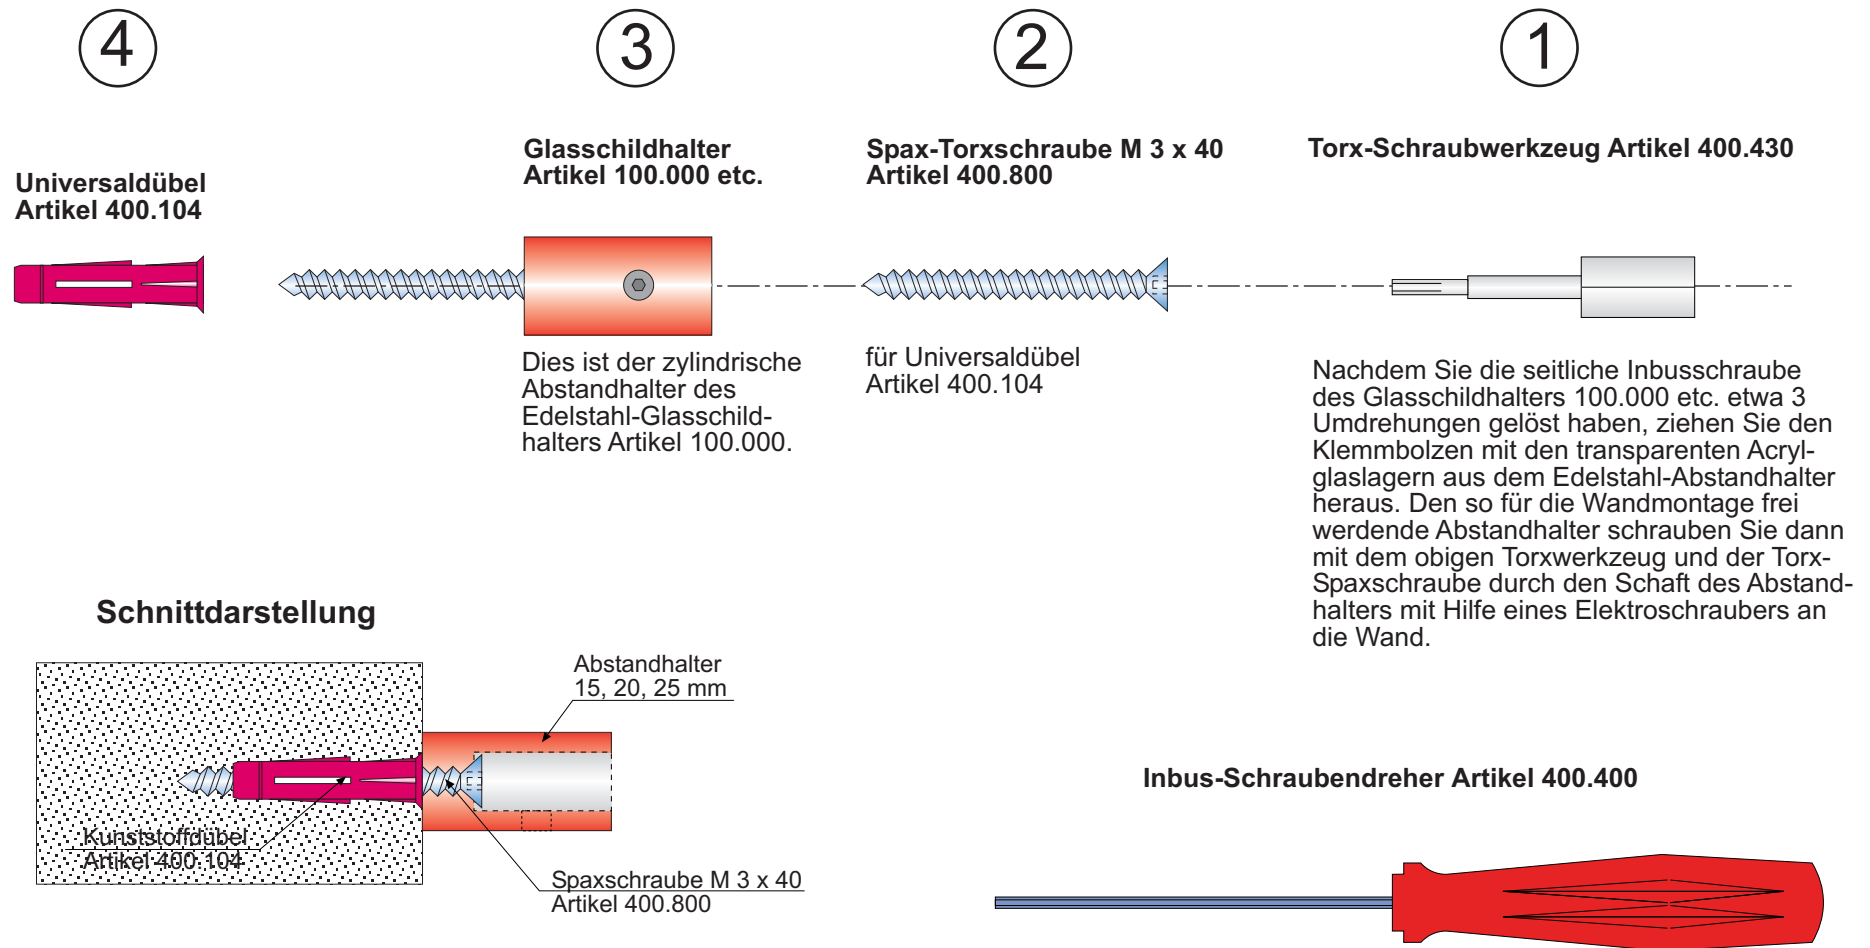 4
3
2
1
Universaldübel
Artikel 400.104
Glasschildhalter
Artikel 100.000 etc.
Spax-Torxschraube M 3 x 40
Artikel 400.800
Torx-Schraubwerkzeug Artikel 400.430
Dies ist der zylindrische
Abstandhalter des
Edelstahl-Glasschild-
halters Artikel 100.000.
für Universaldübel
Artikel 400.104
Nachdem Sie die seitliche Inbusschraube
des Glasschildhalters 100.000 etc. etwa 3
Umdrehungen gelöst haben, ziehen Sie den
Klemmbolzen mit den transparenten Acryl-
glaslagern aus dem Edelstahl-Abstandhalter
heraus. Den so für die Wandmontage frei
werdende Abstandhalter schrauben Sie dann
mit dem obigen Torxwerkzeug und der Torx-
Spaxschraube durch den Schaft des Abstand-
halters mit Hilfe eines Elektroschraubers an
die Wand.
Schnittdarstellung
Abstandhalter
15, 20, 25 mm
Kunststoffdübel
Artikel 400.104
Spaxschraube M 3 x 40
Artikel 400.800
Inbus-Schraubendreher Artikel 400.400